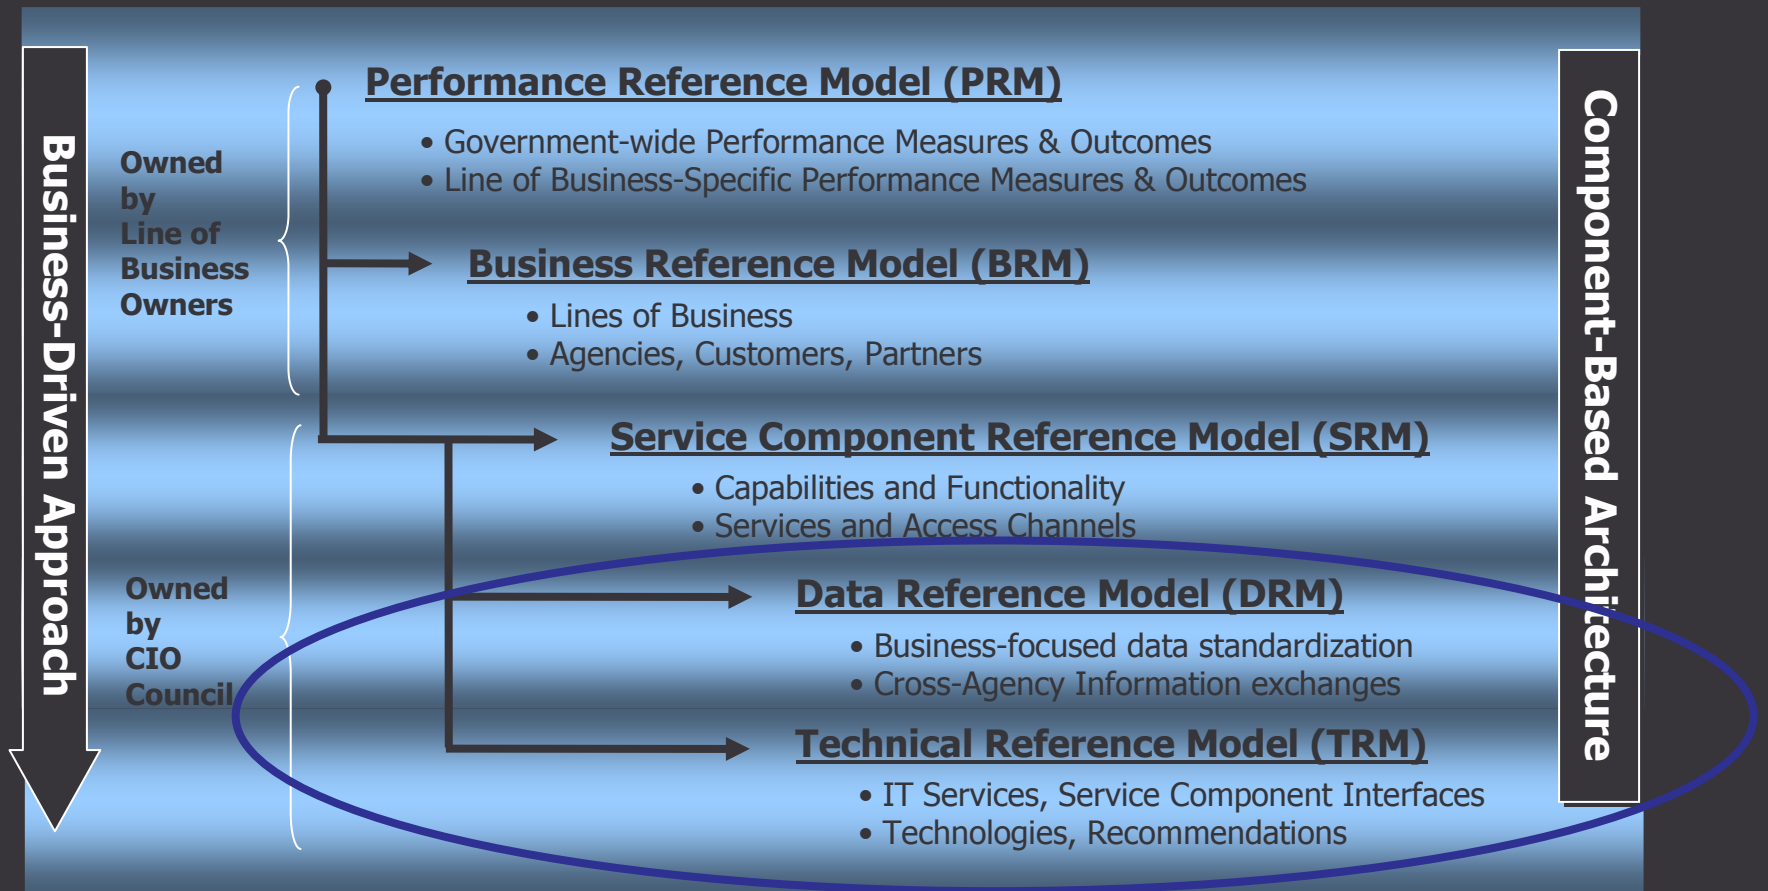 Business-Driven Approach
Owned
by
Line of
Business
Owners
Performance Reference Model (PRM)
• Government-wide Performance Measures & Outcomes
• Line of Business-Specific Performance Measures & Outcomes
Business Reference Model (BRM)
• Lines of Business
• Agencies, Customers, Partners
Owned
by
CIO
Council
Service Component Reference Model (SRM)
• Capabilities and Functionality
• Services and Access Channels
Data Reference Model (DRM)
• Business-focused data standardization
• Cross-Agency Information exchanges
Technical Reference Model (TRM)
• IT Services, Service Component Interfaces
• Technologies, Recommendations
Component-Based Architecture